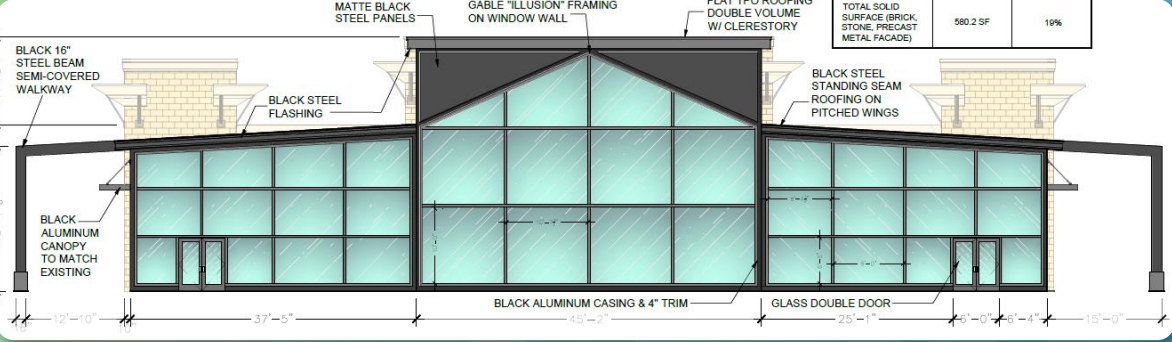 MATTE BLACK
STEEL PANELS
GABLE "ILLUSION" FRAMING
ON WINDOW WALL
FLAT TPO ROOFING
DOUBLE VOLUME
W/ CLERESTORY
TOTAL SOLID
SURFACE (BRICK,
STONE, PRECAST
METAL FACADE)
580.2 SF
19%
BLACK 16"
STEEL BEAM
SEMI-COVERED
WALKWAY
BLACK STEEL
FLASHING
BLACK STEEL
STANDING SEAM
ROOFING ON
PITCHED WINGS
BLACK
ALUMINUM
CANOPY
TO MATCH
EXISTING
BLACK ALUMINUM CASING & 4" TRIM
GLASS DOUBLE DOOR
12'-10"
37'-5"
45'-2"
25'-1"
6'-0"
6'-4"
15'-0"